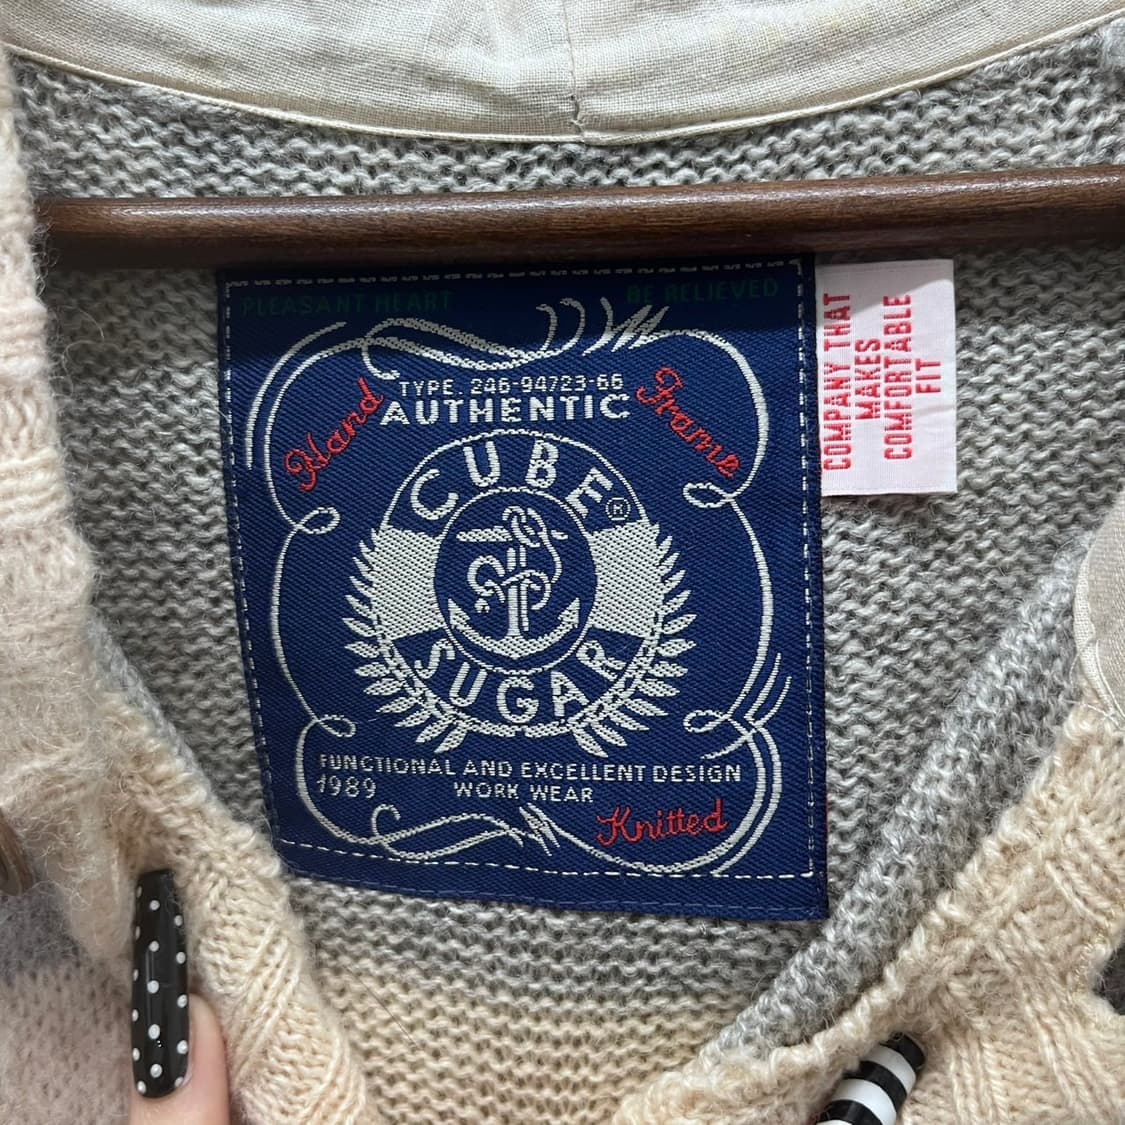 PLEASANT HEART
BE RELIEVED
TYPE. 246-94723-66
AUTHENTIC
Hand
Frame
CUBE®
SUGAR
FUNCTIONAL AND EXCELLENT DESIGN
1989
WORK WEAR
Knitted
COMPANY THAT
MAKES
COMFORTABLE
FIT